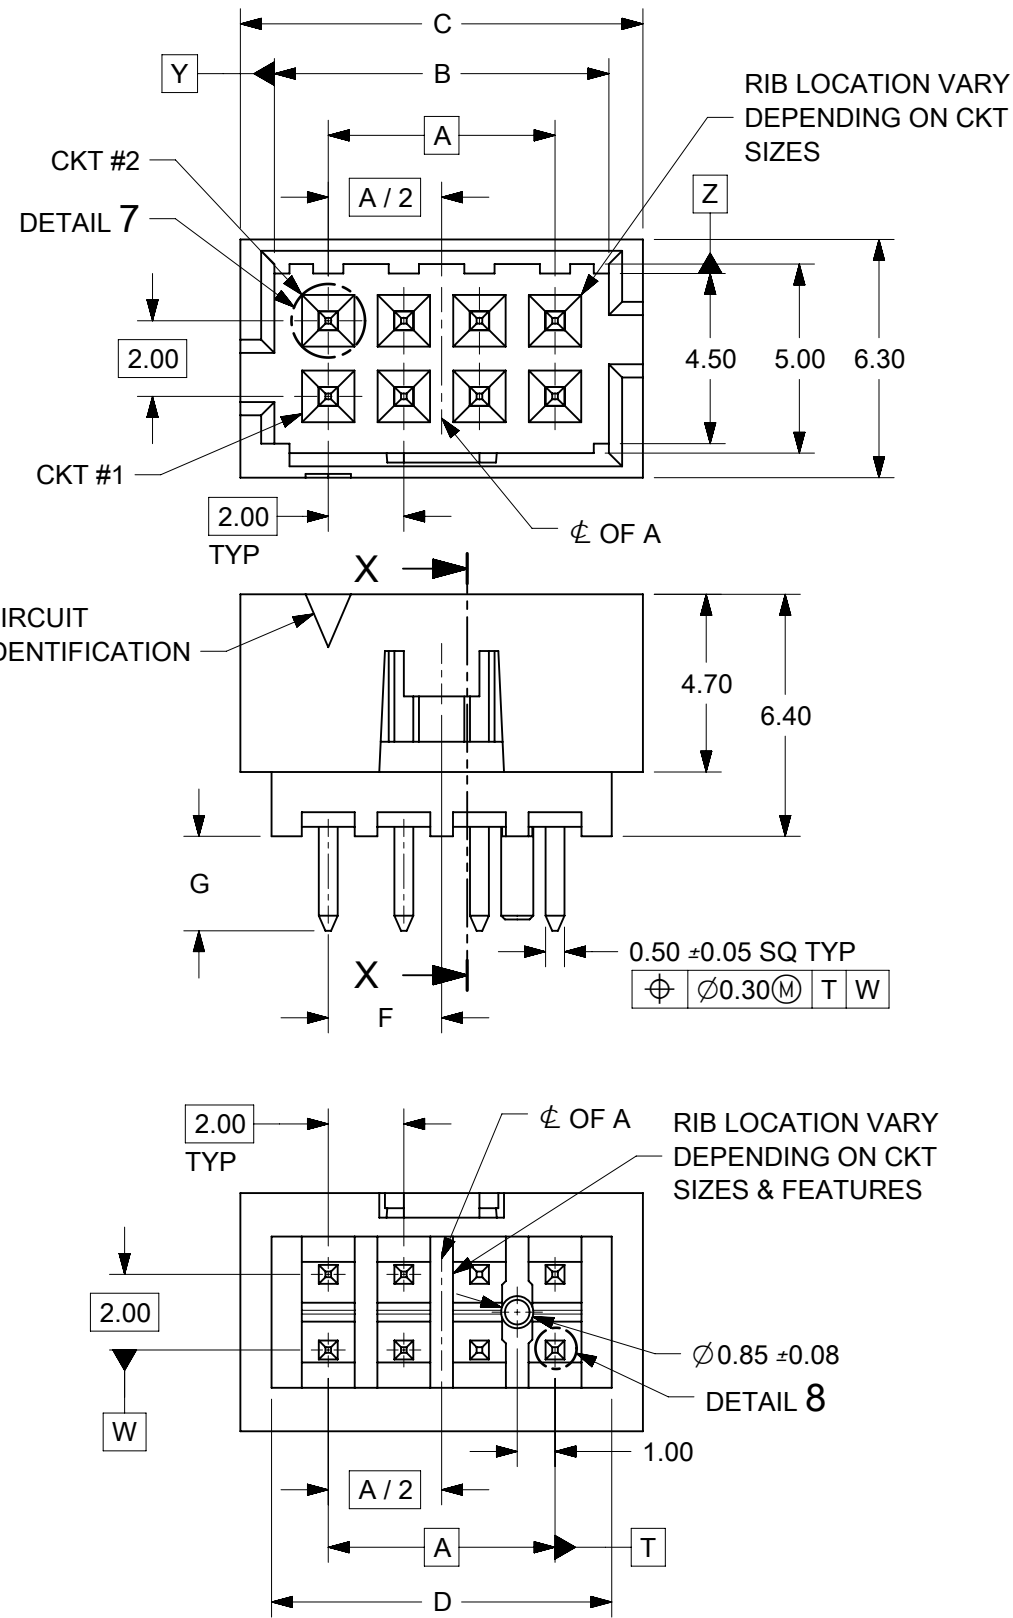 C
Y
B
RIB LOCATION VARY
DEPENDING ON CKT
SIZES
A
CKT #2
A / 2
Z
DETAIL 7
2.00
4.50
5.00
6.30
CKT #1
2.00
TYP
℄ OF A
X
IRCUIT
DENTIFICATION
4.70
6.40
G
0.50 ±0.05 SQ TYP
⌖ ∅0.30Ⓜ T W
X
F
2.00
TYP
℄ OF A
RIB LOCATION VARY
DEPENDING ON CKT
SIZES & FEATURES
2.00
∅0.85 ±0.08
DETAIL 8
W
1.00
A / 2
A
T
D